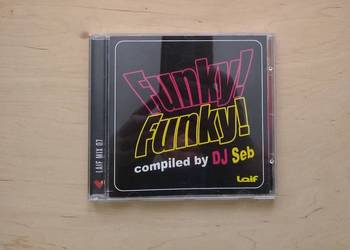 Funky!
Funky!
compiled by DJ Seb
Laif
LAIF MIX 07